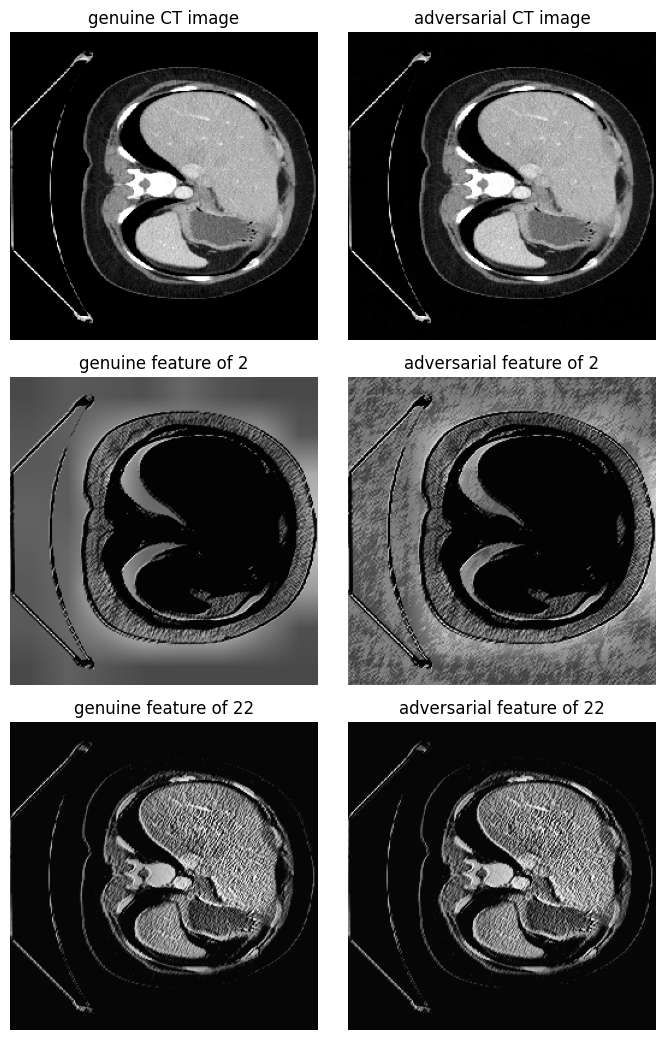 genuine CT image
adversarial CT image
genuine feature of 2
adversarial feature of 2
genuine feature of 22
adversarial feature of 22